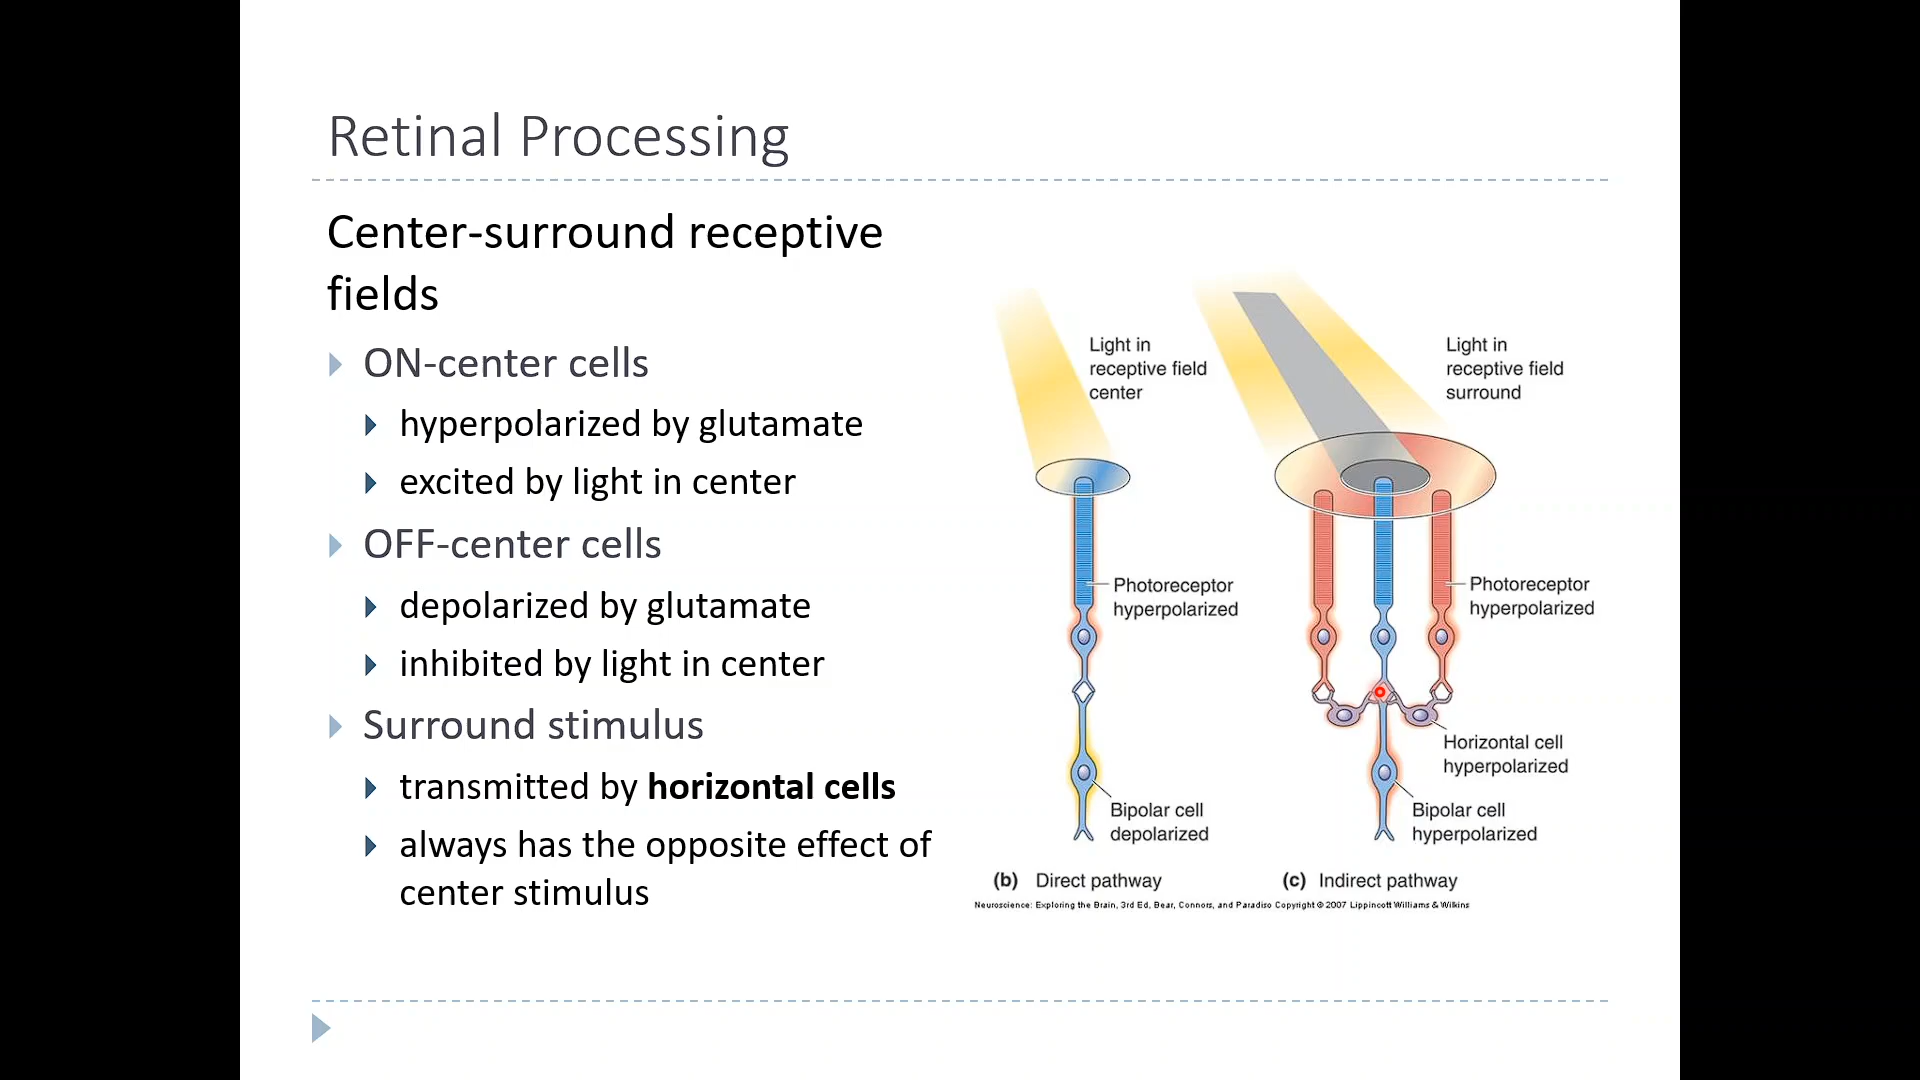 Retinal Processing
Center-surround receptive
fields
ON-center cells
hyperpolarized by glutamate
excited by light in center
OFF-center cells
depolarized by glutamate
inhibited by light in center
Surround stimulus
transmitted by horizontal cells
always has the opposite effect of
center stimulus
Light in
receptive field
center
Photoreceptor
hyperpolarized
Bipolar cell
depolarized
(b) Direct pathway
Light in
receptive field
surround
Photoreceptor
hyperpolarized
Horizontal cell
hyperpolarized
Bipolar cell
hyperpolarized
(c) Indirect pathway
Neuroscience: Exploring the Brain, 3rd Ed, Bear, Connors, and Paradiso Copyright © 2007 Lippincott Williams & Wilkins